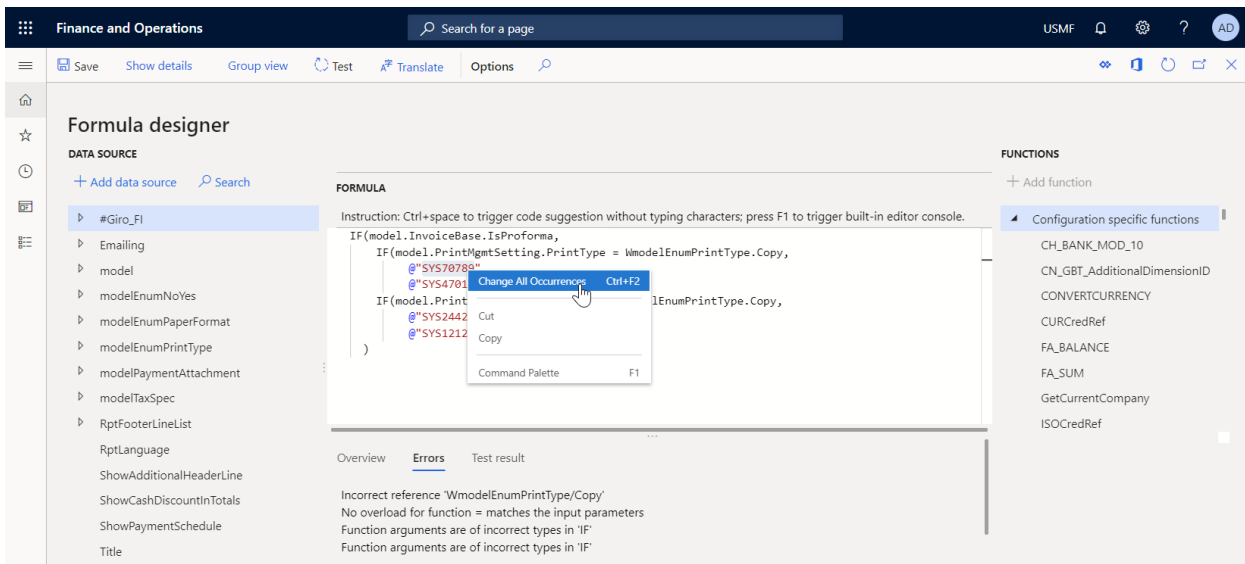 Finance and Operations
Search for a page
USMF
AD
Save
Show details
Group view
Test
Translate
Options
Formula designer
DATA SOURCE
Add data source
Search
#Giro_FI
Emailing
model
modelEnumNoYes
modelEnumPaperFormat
modelEnumPrintType
modelPaymentAttachment
modelTaxSpec
RptFooterLineList
RptLanguage
ShowAdditionalHeaderLine
ShowCashDiscountInTotals
ShowPaymentSchedule
Title
FORMULA
Instruction: Ctrl+space to trigger code suggestion without typing characters; press F1 to trigger built-in editor console.
IF(model.InvoiceBase.IsProforma,
IF(model.PrintMgmtSetting.PrintType = WmodelEnumPrintType.Copy,
@"SYS70789"
@"SYS4701
IF(model.Print lEnumPrintType.Copy,
@"SYS2442
@"SYS1212
)
Change All Occurrences Ctrl+F2
Cut
Copy
Command Palette F1
Overview
Errors
Test result
Incorrect reference 'WmodelEnumPrintType/Copy'
No overload for function = matches the input parameters
Function arguments are of incorrect types in 'IF'
Function arguments are of incorrect types in 'IF'
FUNCTIONS
Add function
Configuration specific functions
CH_BANK_MOD_10
CN_GBT_AdditionalDimensionID
CONVERTCURRENCY
CURCredRef
FA_BALANCE
FA_SUM
GetCurrentCompany
ISOCredRef